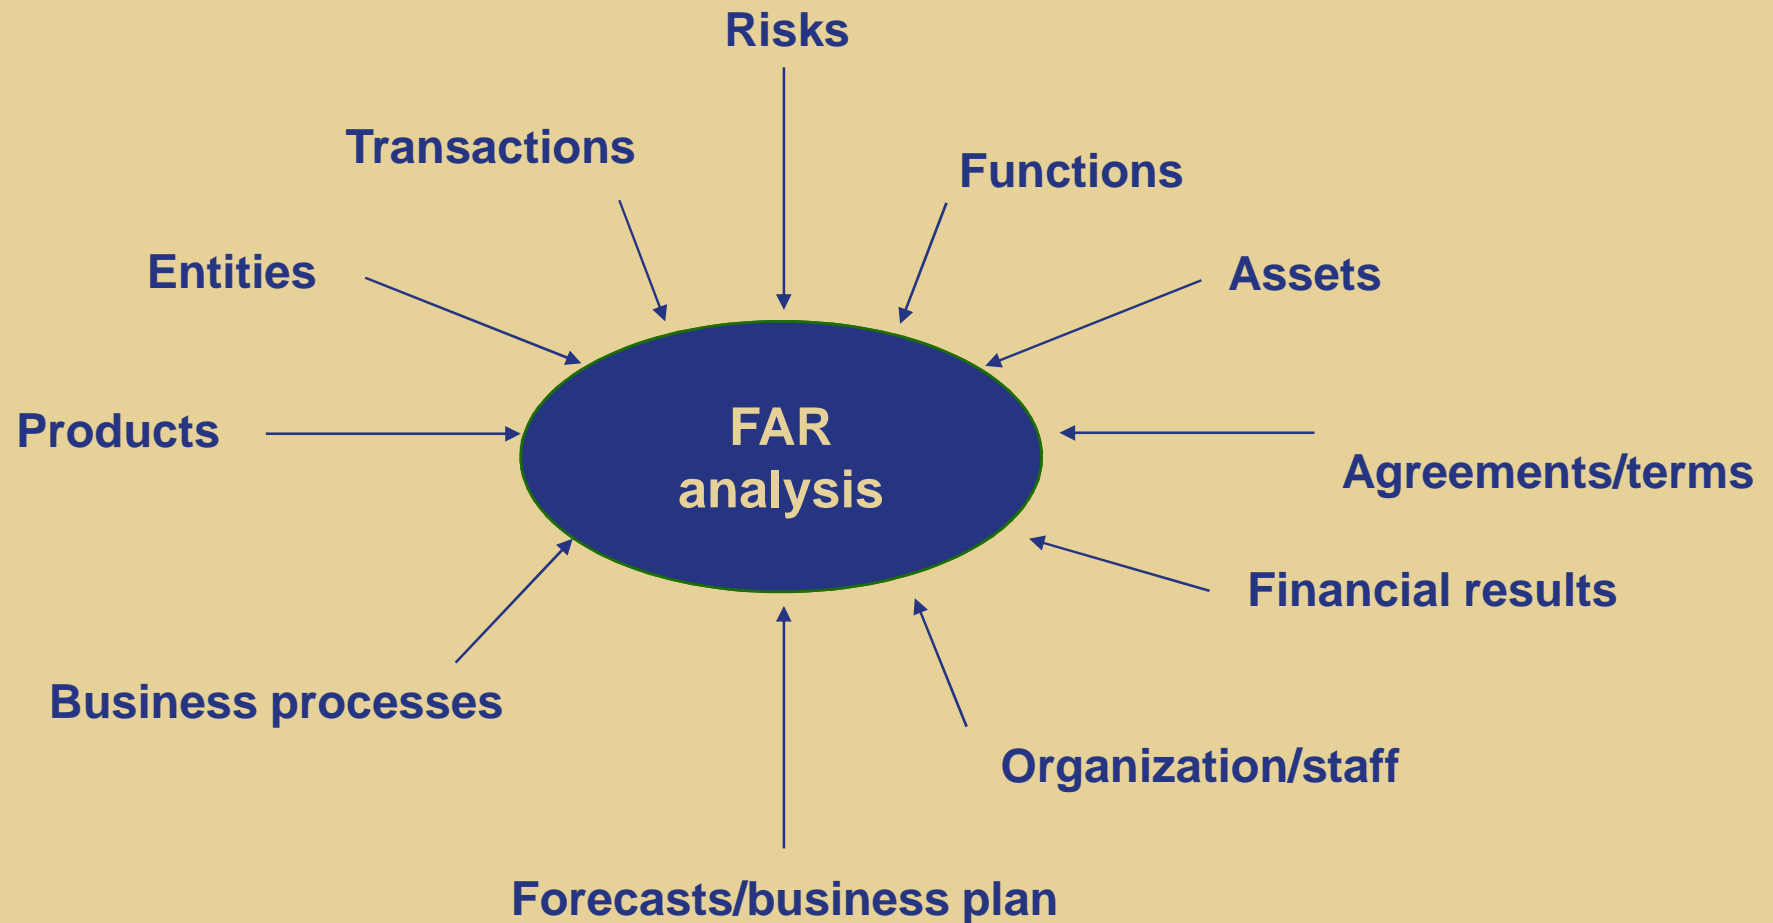 Risks
Transactions
Functions
Entities
Assets
Products
FAR
analysis
Agreements/terms
Financial results
Business processes
Organization/staff
Forecasts/business plan